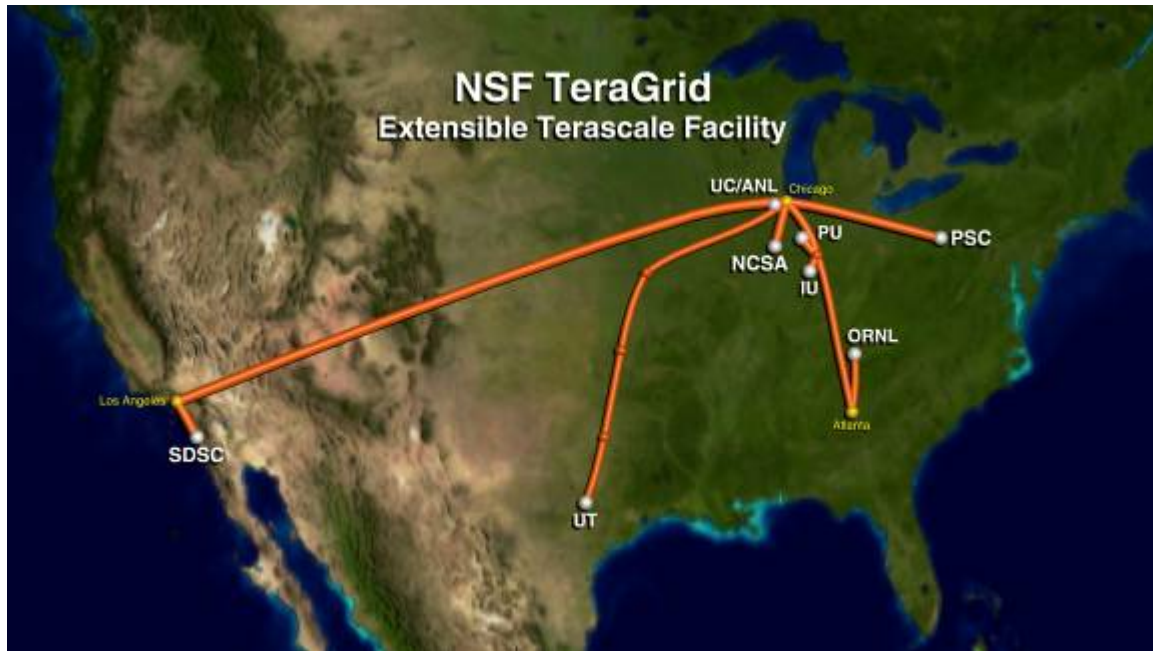 NSF TeraGrid
Extensible Terascale Facility
UC/ANL
Chicago
PU
PSC
NCSA
IU
ORNL
Los Angeles
Atlanta
SDSC
UT